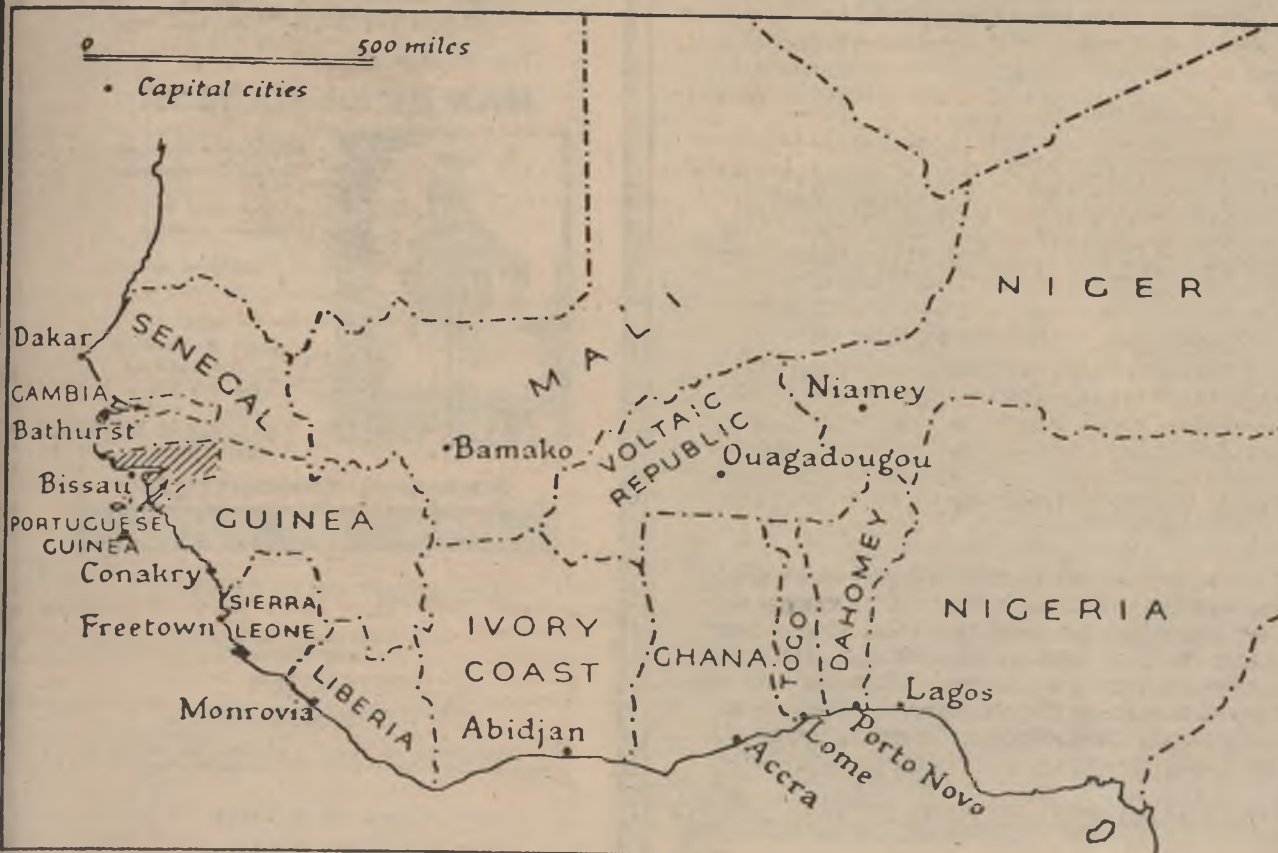 0 500 miles
• Capital cities
NIGER
MALI
SENEGAL
Dakar
GAMBIA
Bathurst
Bissau
PORTUGUESE
GUINEA
GUINEA
Conakry
Freetown
SIERRA
LEONE
LIBERIA
Monrovia
Bamako
VOLTAIC
REPUBLIC
Niamey
Ouagadougou
IVORY
COAST
Abidjan
GHANA
TOGO
DAHOMEY
NIGERIA
Lagos
Porto Novo
Lome
Accra